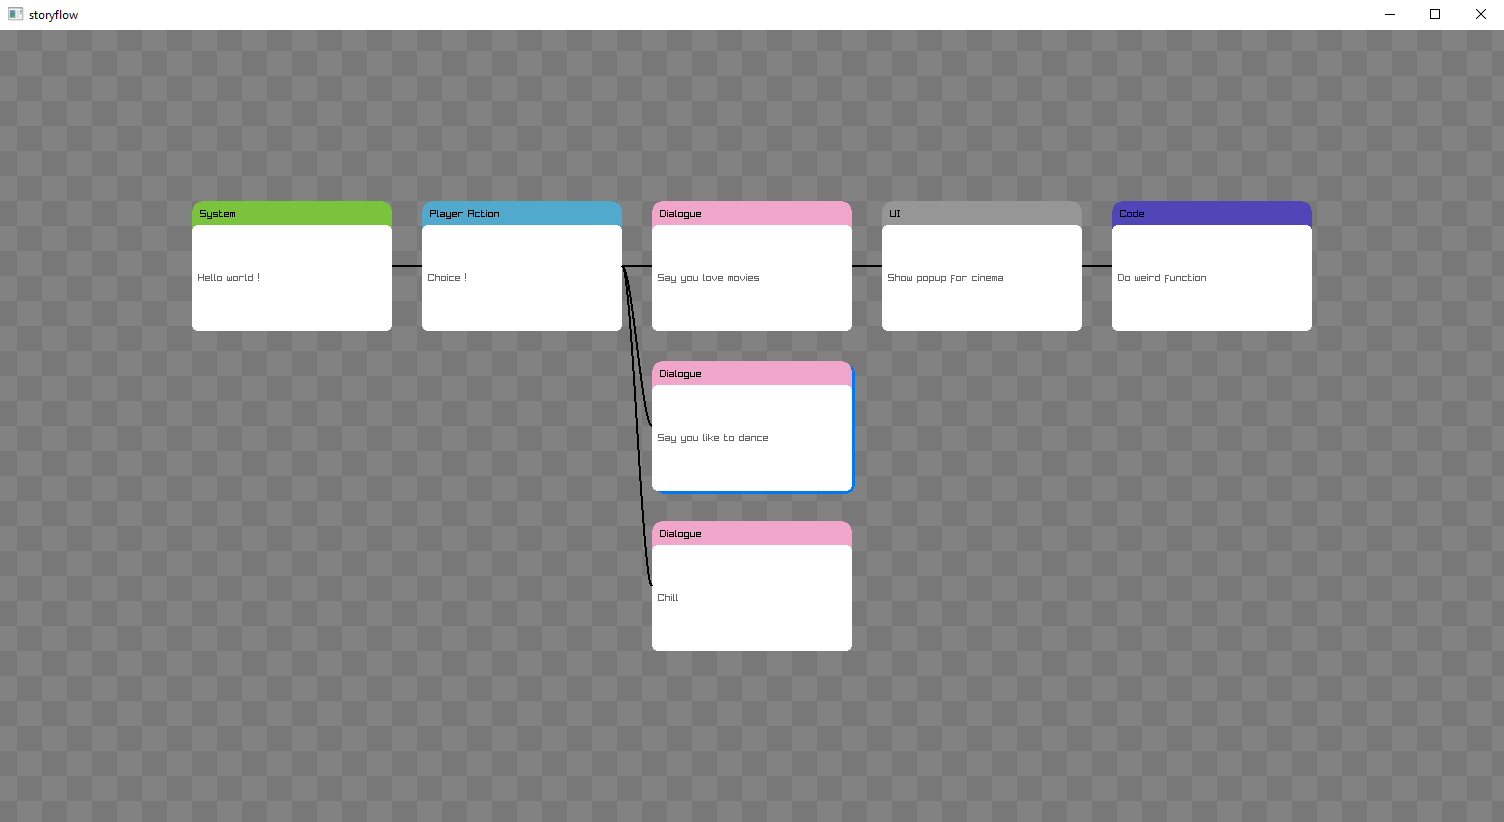 storyflow
System
Hello world !
Player Action
Choice !
Dialogue
Say you love movies
UI
Show popup for cinema
Code
Do weird function
Dialogue
Say you like to dance
Dialogue
Chill